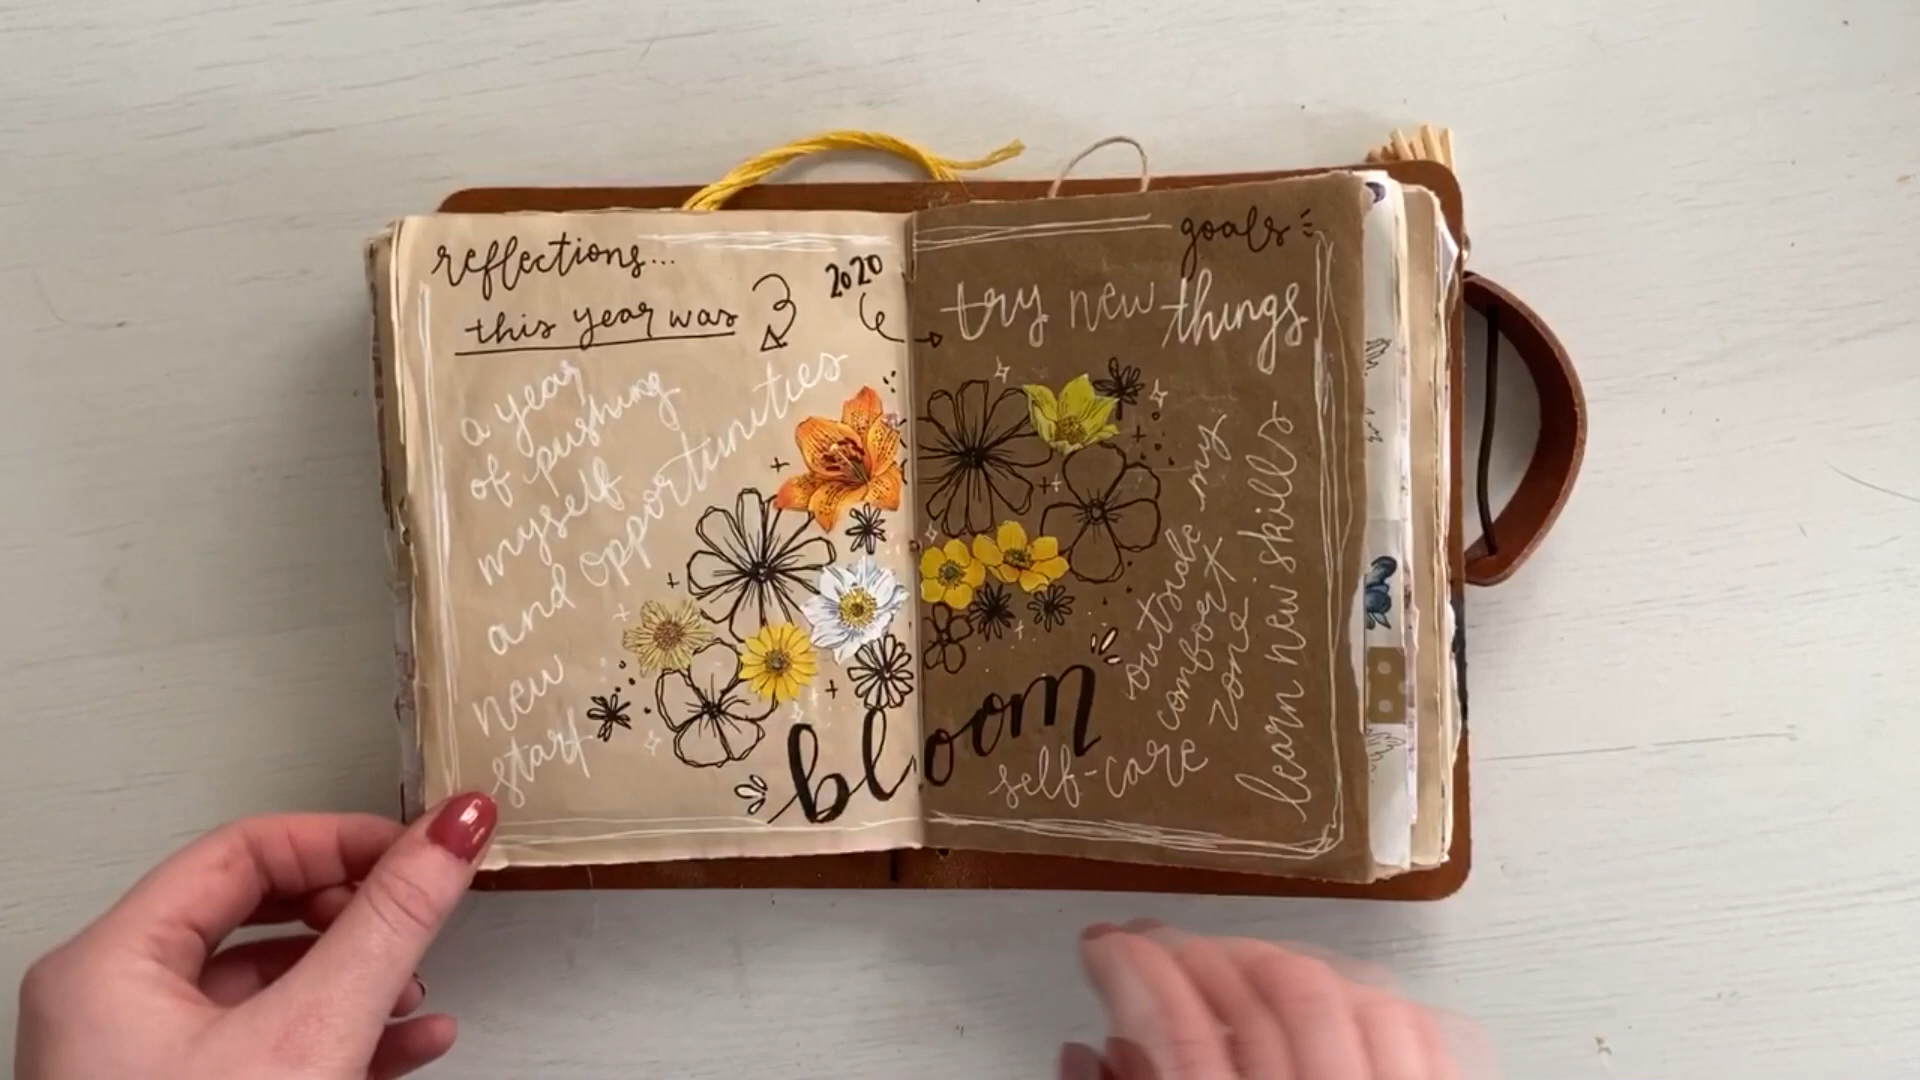 reflections...
this year was
a year
of pushing
myself
and opportunities
new
start
2020
goals
try new things
outside my
comfort
zone
learn new skills
self-care
bloom